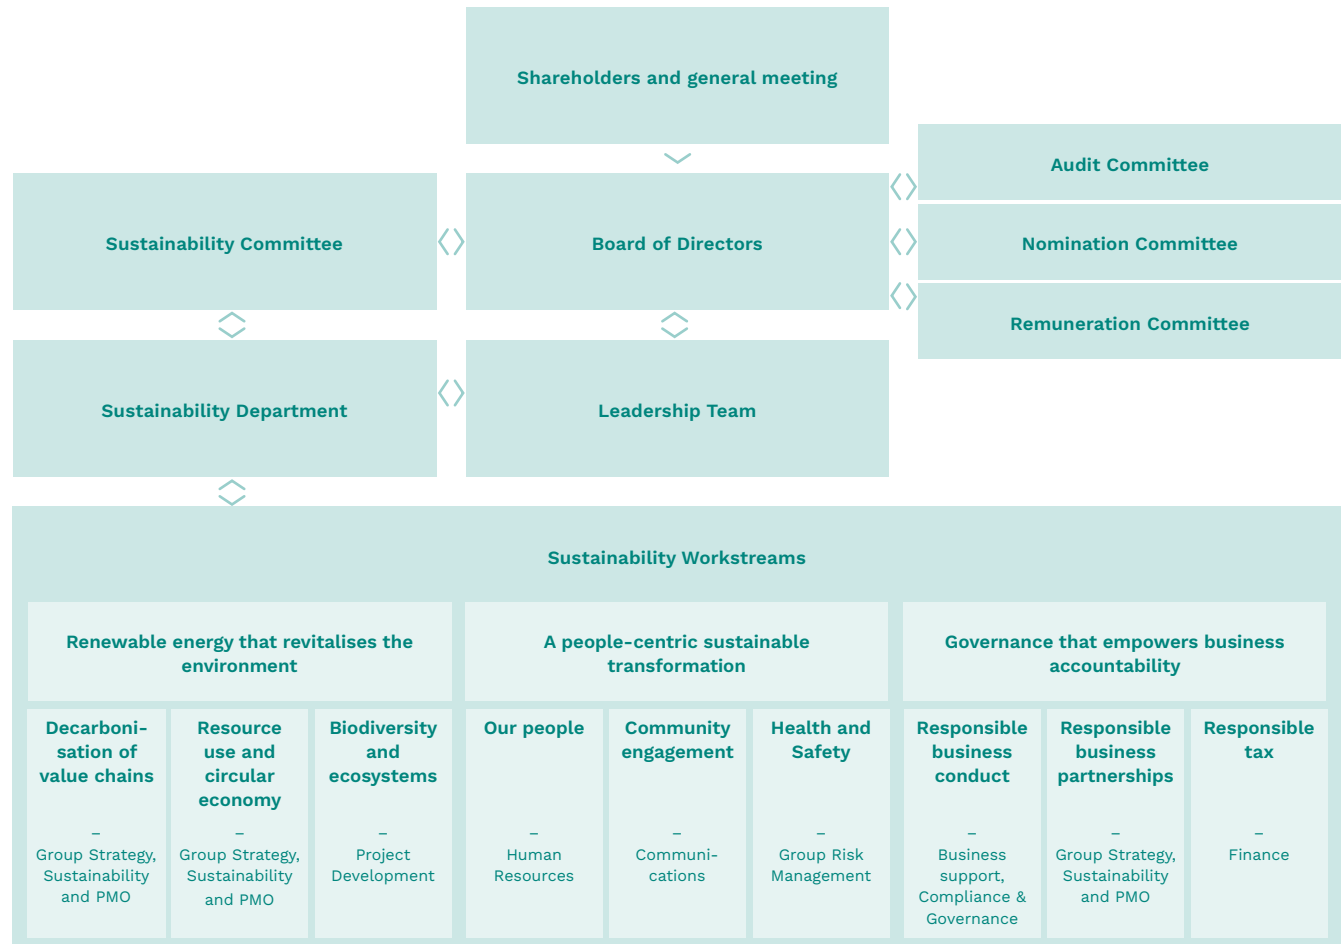 Shareholders and general meeting
Audit Committee
Sustainability Committee
Board of Directors
Nomination Committee
Remuneration Committee
Sustainability Department
Leadership Team
Sustainability Workstreams
Renewable energy that revitalises the
environment
A people-centric sustainable
transformation
Governance that empowers business
accountability
Decarboni-
sation of
value chains
–
Group Strategy,
Sustainability
and PMO
Resource
use and
circular
economy
–
Group Strategy,
Sustainability
and PMO
Biodiversity
and
ecosystems
–
Project
Development
Our people
–
Human
Resources
Community
engagement
–
Communi-
cations
Health and
Safety
–
Group Risk
Management
Responsible
business
conduct
–
Business
support,
Compliance &
Governance
Responsible
business
partnerships
–
Group Strategy,
Sustainability
and PMO
Responsible
tax
–
Finance